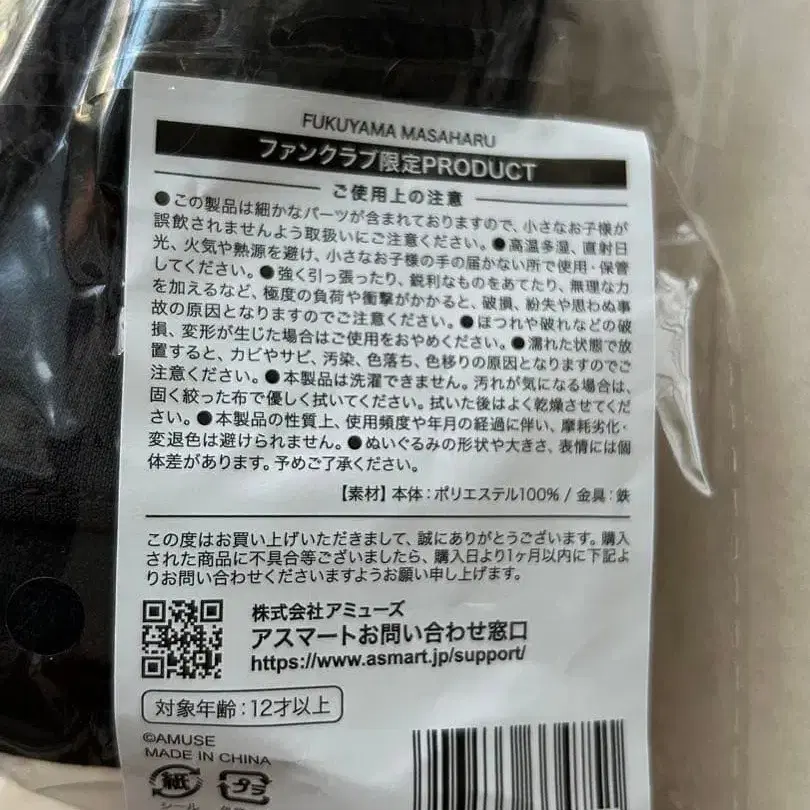 FUKUYAMA MASAHARU
ファンクラブ限定PRODUCT
ご使用上の注意
●この製品は細かなパーツが含まれておりますので、小さなお子様が
誤飲されませんよう取扱いにご注意ください。●高温多湿、直射日
光、火気や熱源を避け、小さなお子様の手の届かない所で使用・保管
してください。●強く引っ張ったり、鋭利なものをあてたり、無理な力
を加えるなど、極度の負荷や衝撃がかかると、破損、紛失や思わぬ事
故の原因となりますのでご注意ください。●ほつれや破れなどの破
損、変形が生じた場合はご使用をおやめください。●濡れた状態で放
置すると、カビやサビ、汚染、色落ち、色移りの原因となりますのでご
注意ください。●本製品は洗濯できません。汚れが気になる場合は、
固く絞った布で優しく拭いてください。拭いた後はよく乾燥させてくだ
さい。●本製品の性質上、使用頻度や年月の経過に伴い、摩耗劣化・
変退色は避けられません。●ぬいぐるみの形状や大きさ、表情には個
体差があります。予めご了承ください。
【素材】本体：ポリエステル100% / 金具：鉄
この度はお買い上げいただきまして、誠にありがとうございます。購入
された商品に不具合等ございましたら、購入日より1ヶ月以内に下記よ
りお問い合わせくださいますようお願い申し上げます。
株式会社アミューズ
アスマートお問い合わせ窓口
https://www.asmart.jp/support/
対象年齢：12才以上
©AMUSE
MADE IN CHINA
紙 プラ
シール